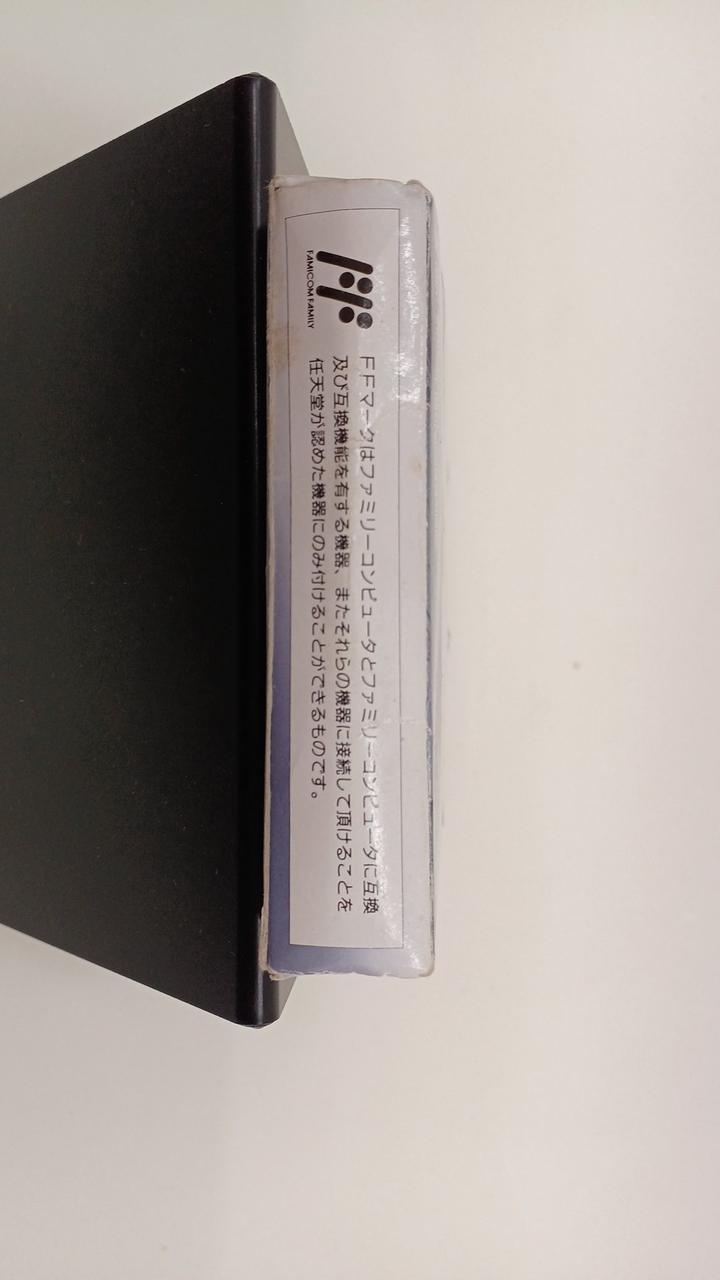 FAMICOM FAMILY
FFマークはファミリーコンピュータとファミリーコンピュータに互換
及び互換機能を有する機器、またそれらの機器に接続して頂けることを
任天堂が認めた機器にのみ付けることができるものです。